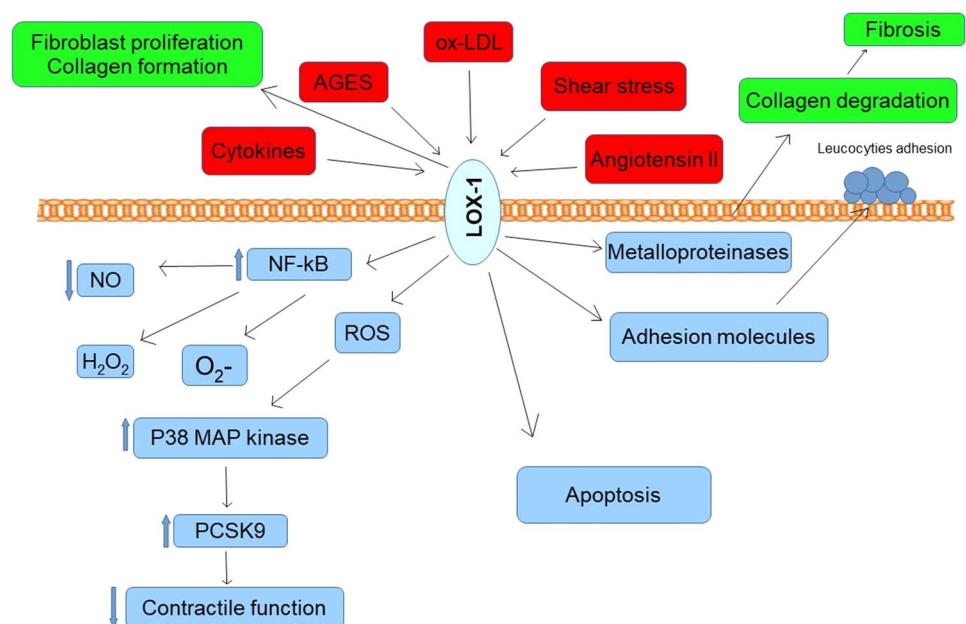 Fibroblast proliferation
Collagen formation
AGES
ox-LDL
Shear stress
Fibrosis
Collagen degradation
Cytokines
Angiotensin II
Leucocyties adhesion
LOX-1
NO
NF-kB
Metalloproteinases
H₂O₂
O₂-
ROS
Adhesion molecules
P38 MAP kinase
Apoptosis
PCSK9
Contractile function